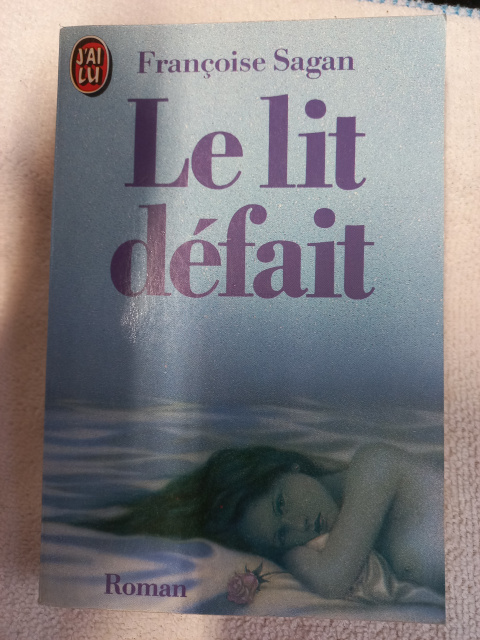 J'AI
LU
Françoise Sagan
Le lit
défait
Roman